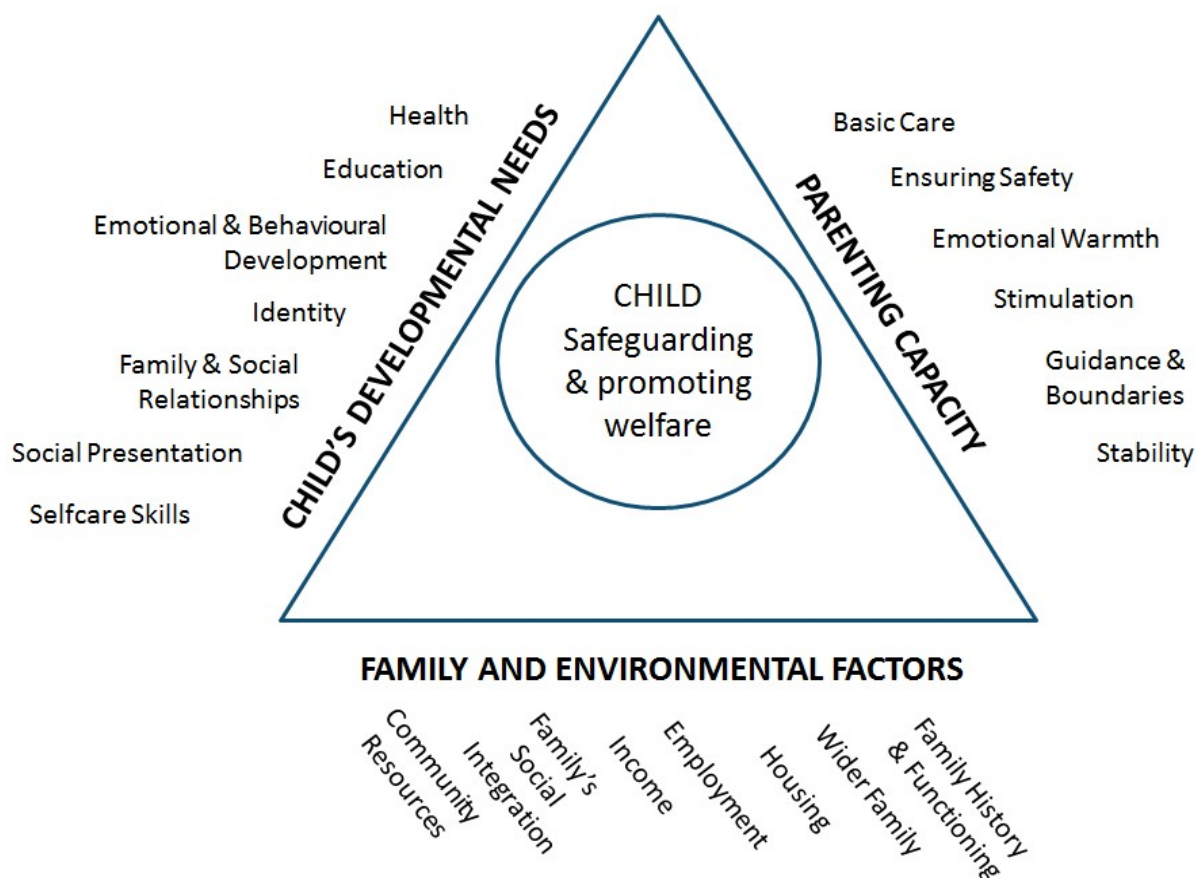 Health
Education
Emotional & Behavioural
Development
Identity
Family & Social
Relationships
Social Presentation
Selfcare Skills
CHILD'S DEVELOPMENTAL NEEDS
CHILD
Safeguarding
& promoting
welfare
PARENTING CAPACITY
Basic Care
Ensuring Safety
Emotional Warmth
Stimulation
Guidance &
Boundaries
Stability
FAMILY AND ENVIRONMENTAL FACTORS
Community
Resources
Family's
Social
Integration
Income
Employment
Housing
Wider Family
Family History
& Functioning